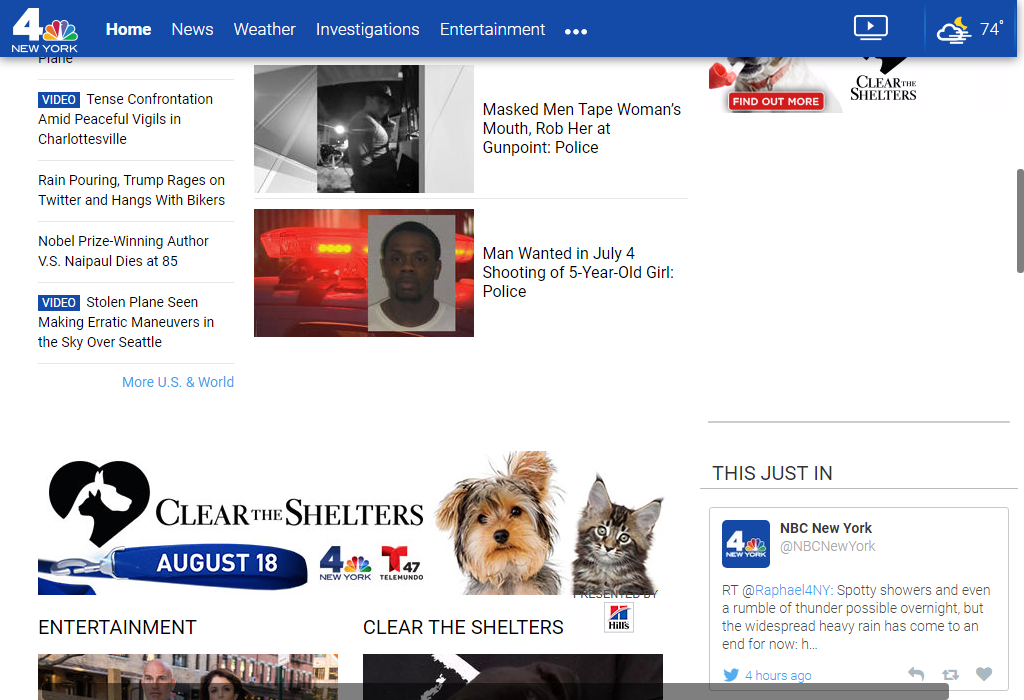 4
NEW YORK
Home News Weather Investigations Entertainment •••
74°
Plane
VIDEO Tense Confrontation
Amid Peaceful Vigils in
Charlottesville
Rain Pouring, Trump Rages on
Twitter and Hangs With Bikers
Nobel Prize-Winning Author
V.S. Naipaul Dies at 85
VIDEO Stolen Plane Seen
Making Erratic Maneuvers in
the Sky Over Seattle
More U.S. & World
Masked Men Tape Woman's
Mouth, Rob Her at
Gunpoint: Police
Man Wanted in July 4
Shooting of 5-Year-Old Girl:
Police
FIND OUT MORE
CLEAR THE
SHELTERS
CLEAR THE SHELTERS
AUGUST 18
4
NEW YORK
T 47
TELEMUNDO
PRESENTED BY
Hill's
ENTERTAINMENT
CLEAR THE SHELTERS
THIS JUST IN
4
NEW YORK
NBC New York
@NBCNewYork
RT @Raphael4NY: Spotty showers and even
a rumble of thunder possible overnight, but
the widespread heavy rain has come to an
end for now: h...
4 hours ago